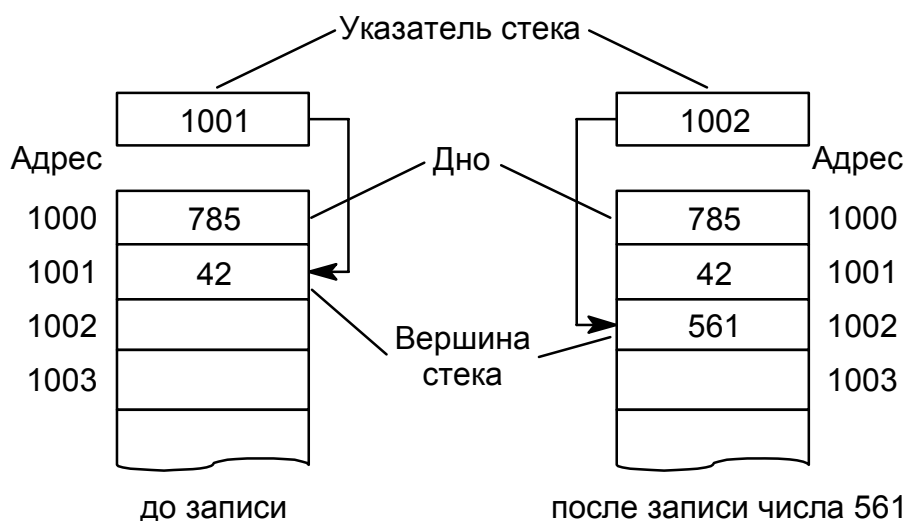 Указатель стека
1001 1002
Адрес Дно Адрес
1000 785 785 1000
1001 42 42 1001
1002 561 1002
Вершина
стека
1003 1003
до записи после записи числа 561